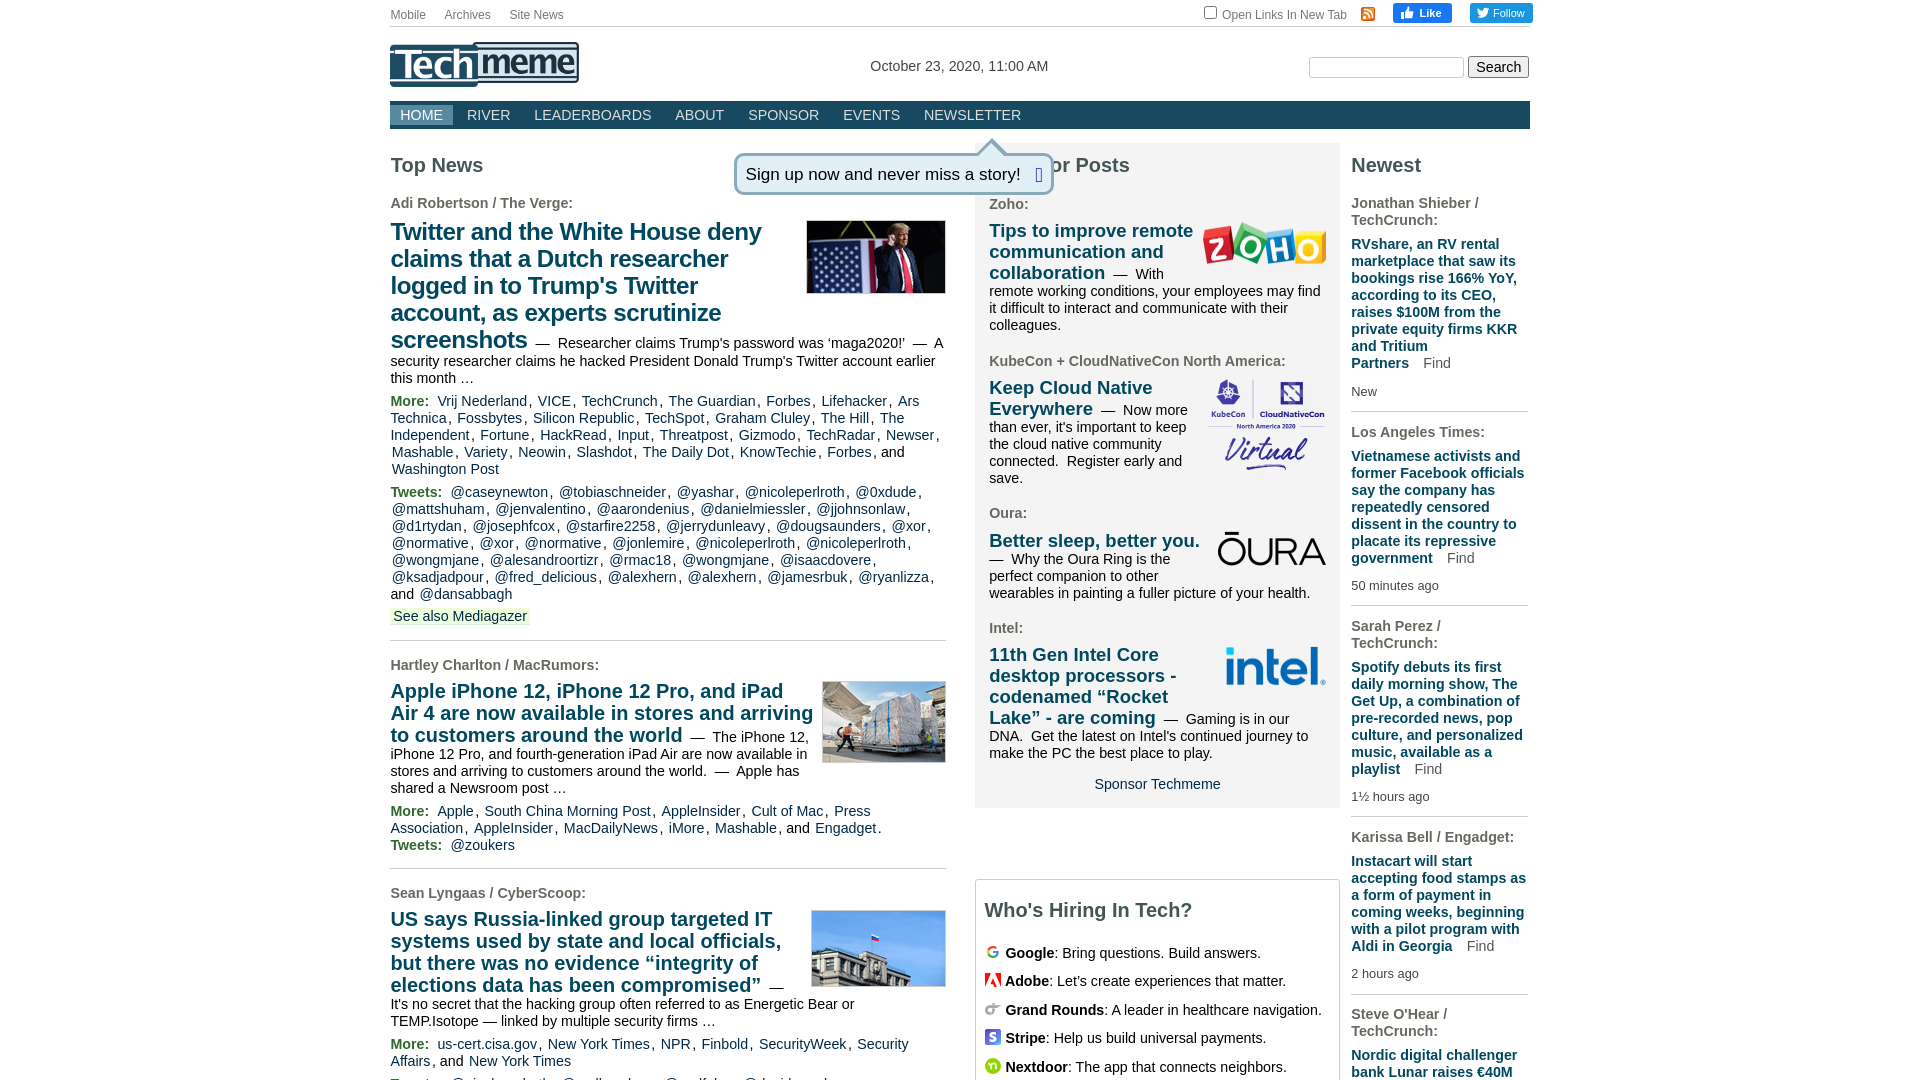 Mobile Archives Site News Open Links In New Tab Like Follow
Techmeme
October 23, 2020, 11:00 AM
Search
HOME RIVER LEADERBOARDS ABOUT SPONSOR EVENTS NEWSLETTER
Sign up now and never miss a story!
Top News
Adi Robertson / The Verge:
Twitter and the White House deny
claims that a Dutch researcher
logged in to Trump's Twitter
account, as experts scrutinize
screenshots — Researcher claims Trump's password was ‘maga2020!’ — A
security researcher claims he hacked President Donald Trump's Twitter account earlier
this month …
More: Vrij Nederland, VICE, TechCrunch, The Guardian, Forbes, Lifehacker, Ars
Technica, Fossbytes, Silicon Republic, TechSpot, Graham Cluley, The Hill, The
Independent, Fortune, HackRead, Input, Threatpost, Gizmodo, TechRadar, Newser,
Mashable, Variety, Neowin, Slashdot, The Daily Dot, KnowTechie, Forbes, and
Washington Post
Tweets: @caseynewton, @tobiaschneider, @yashar, @nicoleperlroth, @0xdude,
@mattshuham, @jenvalentino, @aarondenius, @danielmiessler, @jjohnsonlaw,
@d1rtydan, @josephfcox, @starfire2258, @jerrydunleavy, @dougsaunders, @xor,
@normative, @xor, @normative, @jonlemire, @nicoleperlroth, @nicoleperlroth,
@wongmjane, @alesandroortizr, @rmac18, @wongmjane, @isaacdovere,
@ksadjadpour, @fred_delicious, @alexhern, @alexhern, @jamesrbuk, @ryanlizza,
and @dansabbagh
See also Mediagazer
Hartley Charlton / MacRumors:
Apple iPhone 12, iPhone 12 Pro, and iPad
Air 4 are now available in stores and arriving
to customers around the world — The iPhone 12,
iPhone 12 Pro, and fourth-generation iPad Air are now available in
stores and arriving to customers around the world. — Apple has
shared a Newsroom post …
More: Apple, South China Morning Post, AppleInsider, Cult of Mac, Press
Association, AppleInsider, MacDailyNews, iMore, Mashable, and Engadget.
Tweets: @zoukers
Sean Lyngaas / CyberScoop:
US says Russia-linked group targeted IT
systems used by state and local officials,
but there was no evidence “integrity of
elections data has been compromised” —
It's no secret that the hacking group often referred to as Energetic Bear or
TEMP.Isotope — linked by multiple security firms …
More: us-cert.cisa.gov, New York Times, NPR, Finbold, SecurityWeek, Security
Affairs, and New York Times
or Posts
Zoho:
ZOHO
Tips to improve remote
communication and
collaboration — With
remote working conditions, your employees may find
it difficult to interact and communicate with their
colleagues.
KubeCon + CloudNativeCon North America:
KubeCon CloudNativeCon
North America 2020
Virtual
Keep Cloud Native
Everywhere — Now more
than ever, it's important to keep
the cloud native community
connected. Register early and
save.
Oura:
ŌURA
Better sleep, better you.
— Why the Oura Ring is the
perfect companion to other
wearables in painting a fuller picture of your health.
Intel:
intel.
11th Gen Intel Core
desktop processors -
codenamed “Rocket
Lake” - are coming — Gaming is in our
DNA. Get the latest on Intel's continued journey to
make the PC the best place to play.
Sponsor Techmeme
Who's Hiring In Tech?
Google: Bring questions. Build answers.
Adobe: Let’s create experiences that matter.
Grand Rounds: A leader in healthcare navigation.
Stripe: Help us build universal payments.
Nextdoor: The app that connects neighbors.
Newest
Jonathan Shieber /
TechCrunch:
RVshare, an RV rental
marketplace that saw its
bookings rise 166% YoY,
according to its CEO,
raises $100M from the
private equity firms KKR
and Tritium
Partners Find
New
Los Angeles Times:
Vietnamese activists and
former Facebook officials
say the company has
repeatedly censored
dissent in the country to
placate its repressive
government Find
50 minutes ago
Sarah Perez /
TechCrunch:
Spotify debuts its first
daily morning show, The
Get Up, a combination of
pre-recorded news, pop
culture, and personalized
music, available as a
playlist Find
1½ hours ago
Karissa Bell / Engadget:
Instacart will start
accepting food stamps as
a form of payment in
coming weeks, beginning
with a pilot program with
Aldi in Georgia Find
2 hours ago
Steve O'Hear /
TechCrunch:
Nordic digital challenger
bank Lunar raises €40M